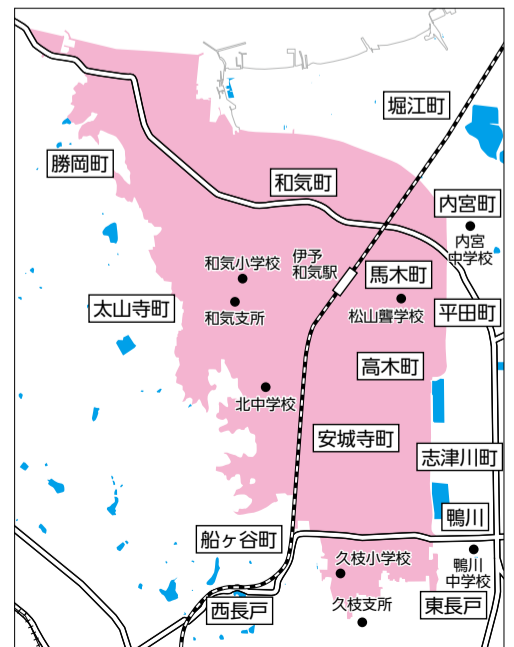 堀江町
勝岡町
和気町
内宮町
内宮
中学校
伊予
和気駅
和気小学校
馬木町
太山寺町
和気支所
松山聾学校
平田町
高木町
北中学校
安城寺町
志津川町
鴨川
船ヶ谷町
久枝小学校
鴨川
中学校
西長戸
久枝支所
東長戸